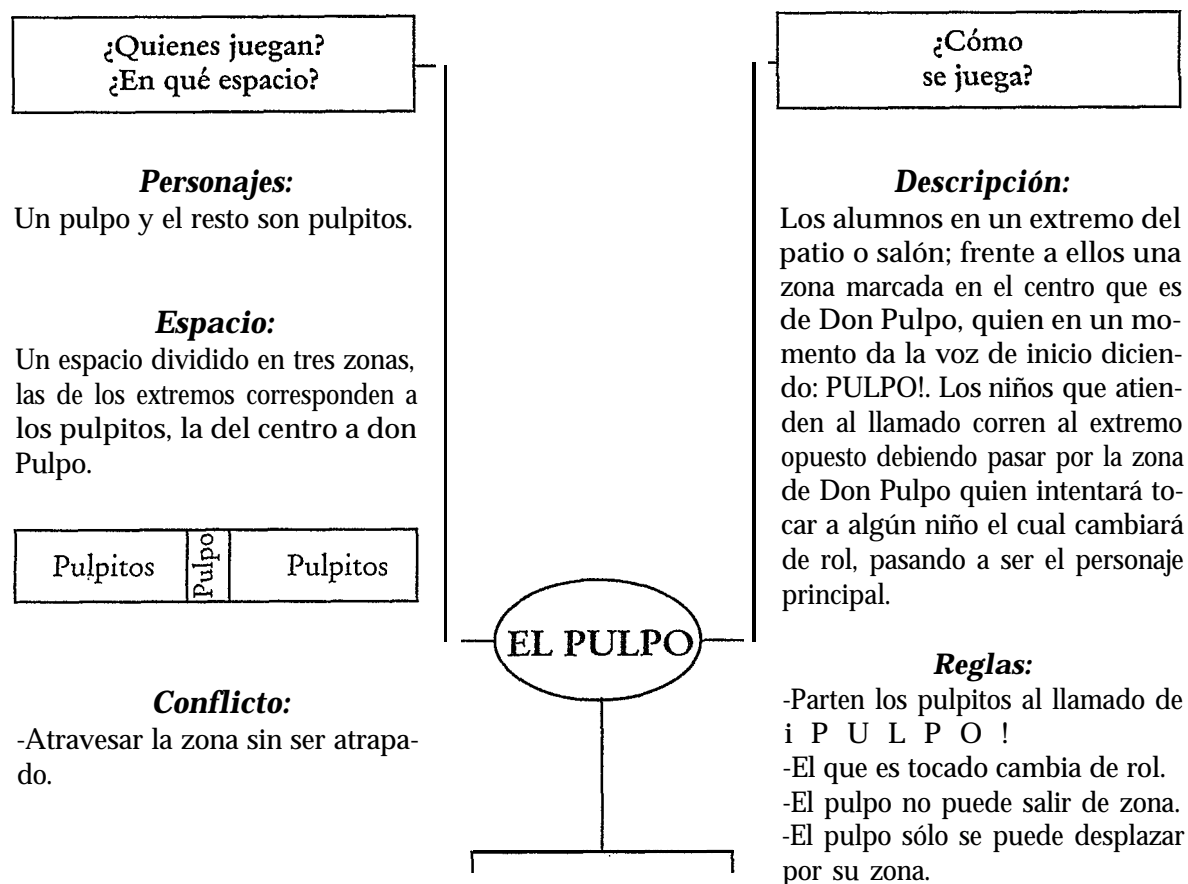 ¿Quienes juegan?
¿En qué espacio?
Personajes:
Un pulpo y el resto son pulpitos.
Espacio:
Un espacio dividido en tres zonas,
las de los extremos corresponden a
los pulpitos, la del centro a don
Pulpo.
Pulpitos
Pulpo
Pulpitos
Conflicto:
-Atravesar la zona sin ser atrapa-
do.
EL PULPO
¿Cómo
se juega?
Descripción:
Los alumnos en un extremo del
patio o salón; frente a ellos una
zona marcada en el centro que es
de Don Pulpo, quien en un mo-
mento da la voz de inicio dicien-
do: PULPO!. Los niños que atien-
den al llamado corren al extremo
opuesto debiendo pasar por la zona
de Don Pulpo quien intentará to-
car a algún niño el cual cambiará
de rol, pasando a ser el personaje
principal.
Reglas:
-Parten los pulpitos al llamado de
i P U L P O !
-El que es tocado cambia de rol.
-El pulpo no puede salir de zona.
-El pulpo sólo se puede desplazar
por su zona.